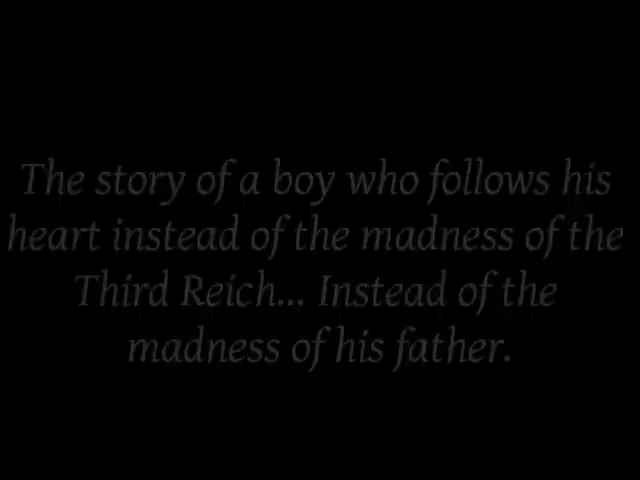 The story of a boy who follows his
heart instead of the madness of the
Third Reich... Instead of the
madness of his father.